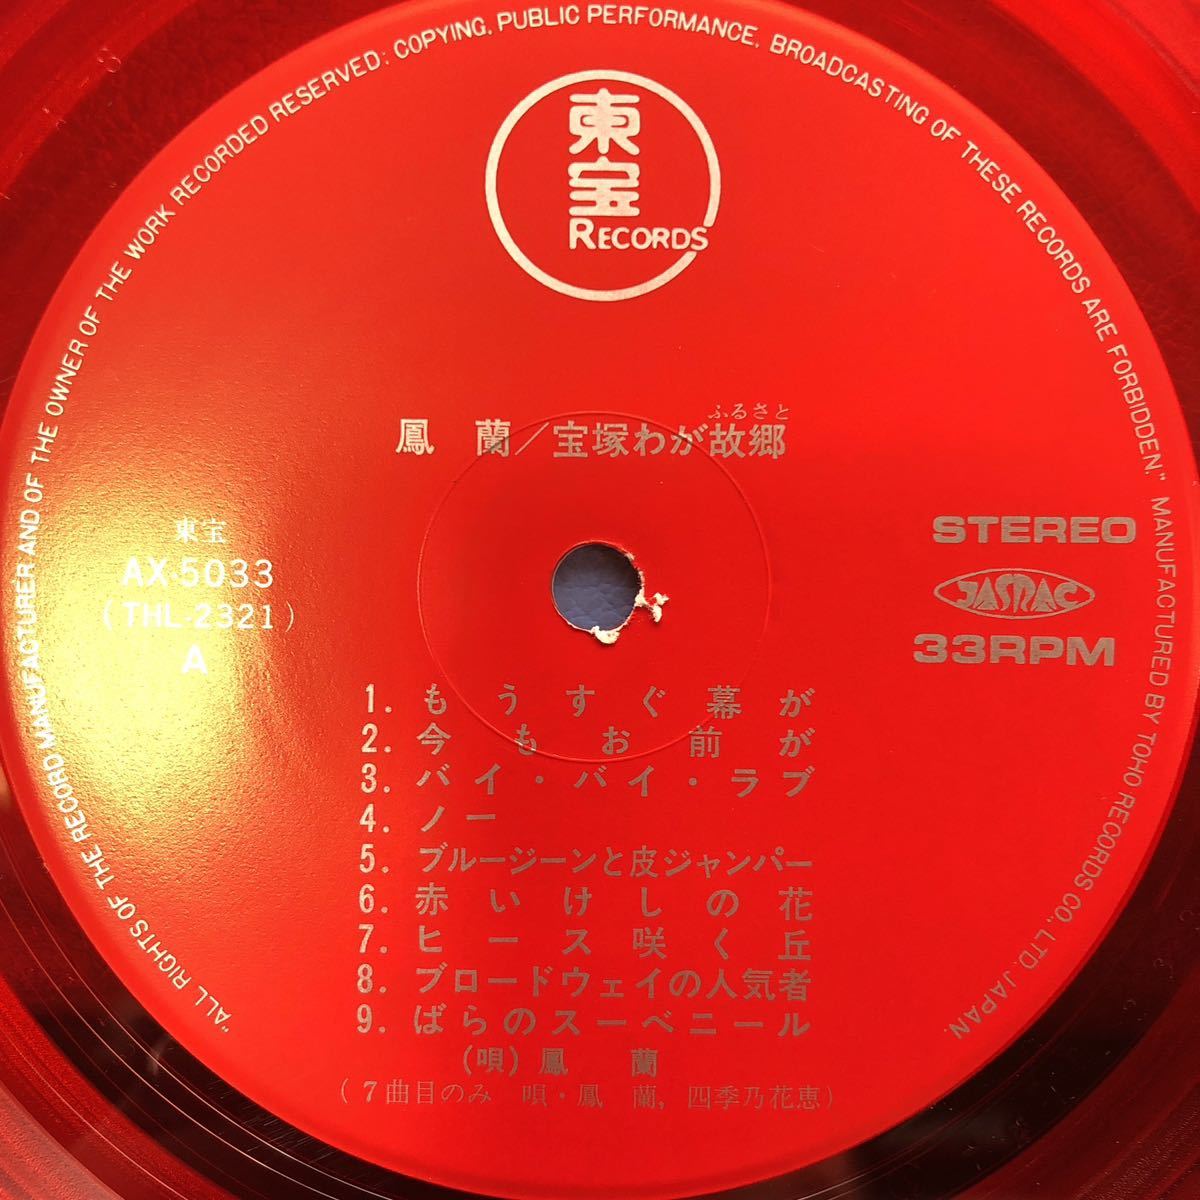 "ALL RIGHTS OF THE RECORD MANUFACTURER AND OF THE OWNER OF THE WORK RECORDED RESERVED; COPYING, PUBLIC PERFORMANCE, BROADCASTING OF THESE RECORDS ARE FORBIDDEN." MANUFACTURED BY TOHO RECORDS CO., LTD. JAPAN.
東宝
RECORDS
ふるさと
鳳 蘭/宝塚わが故郷
東宝
AX-5033
(THL-2321)
A
STEREO
JASRAC
33RPM
1. もうすぐ幕が
2. 今もお前が
3. バイ・バイ・ラブ
4. ノー
5. ブルージーンと皮ジャンパー
6. 赤いけしの花
7. ヒース咲く丘
8. ブロードウェイの人気者
9. ばらのスーベニール
(唄) 鳳 蘭
(7曲目のみ 唄・鳳 蘭, 四季乃花恵)